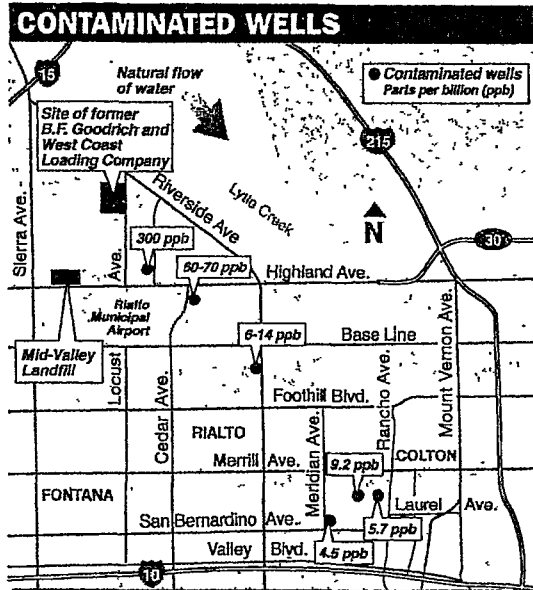 CONTAMINATED WELLS
15
Natural flow
of water
Contaminated wells
Parts per billion (ppb)
Site of former
B.F. Goodrich and
West Coast
Loading Company
215
Riverside Ave
Lytle Creek
N
30
Sierra Ave.
300 ppb
Ave.
60-70 ppb
Highland Ave.
Rialto
Municipal
Airport
6-14 ppb
Base Line
Mid-Valley
Landfill
Locust
Cedar Ave.
Foothill Blvd.
Rancho Ave.
Mount Vernon Ave.
RIALTO
Meridian Ave.
Merrill Ave.
9.2 ppb
COLTON
FONTANA
Laurel Ave.
San Bernardino Ave.
5.7 ppb
Valley Blvd.
4.5 ppb
10